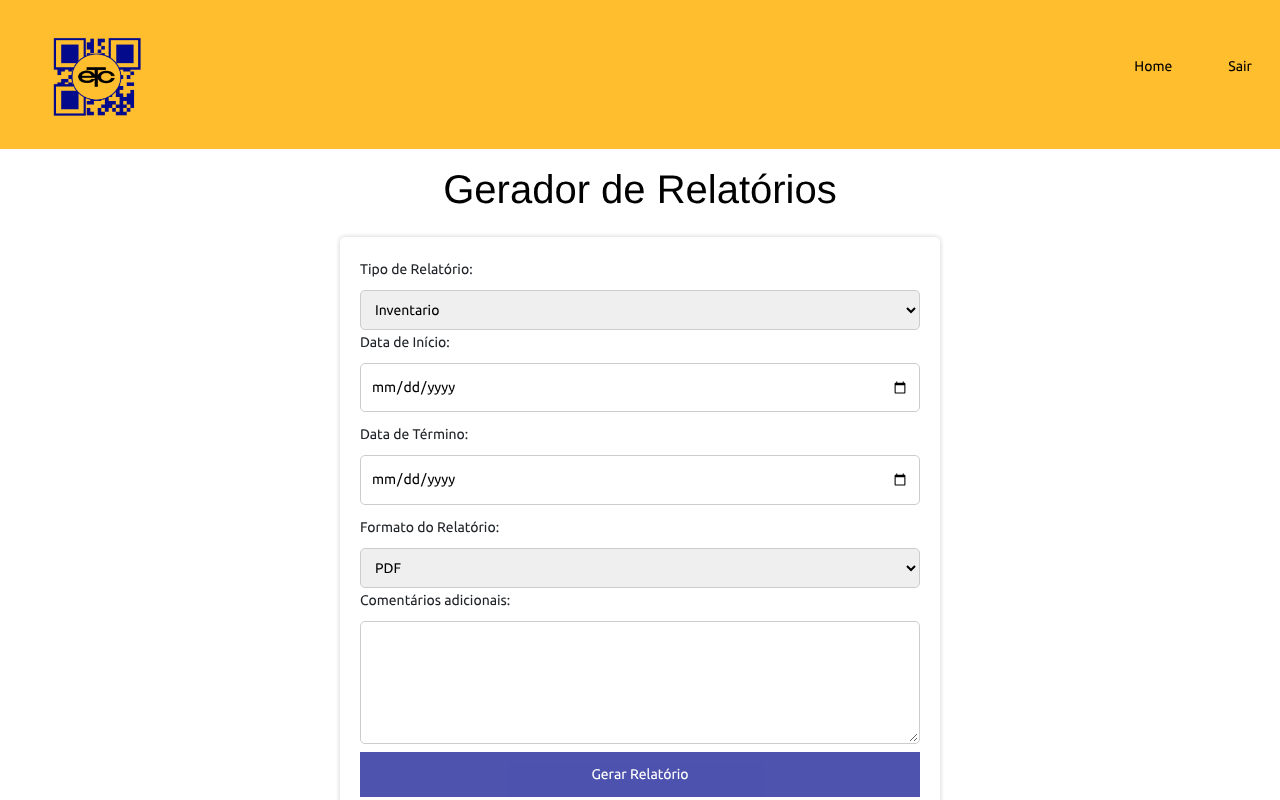 eTc
Home
Sair
Gerador de Relatórios
Tipo de Relatório:
Inventario
Data de Início:
mm/dd/yyyy
Data de Término:
mm/dd/yyyy
Formato do Relatório:
PDF
Comentários adicionais:
Gerar Relatório